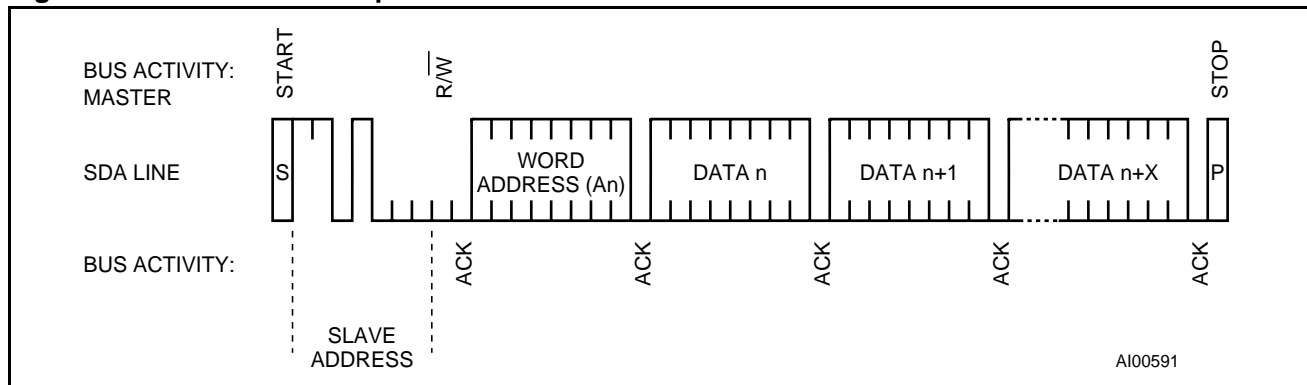 BUS ACTIVITY:
MASTER
START
R/W
STOP
SDA LINE
S
WORD
ADDRESS (An)
DATA n
DATA n+1
DATA n+X
P
BUS ACTIVITY:
ACK
ACK
ACK
ACK
ACK
SLAVE
ADDRESS
AI00591